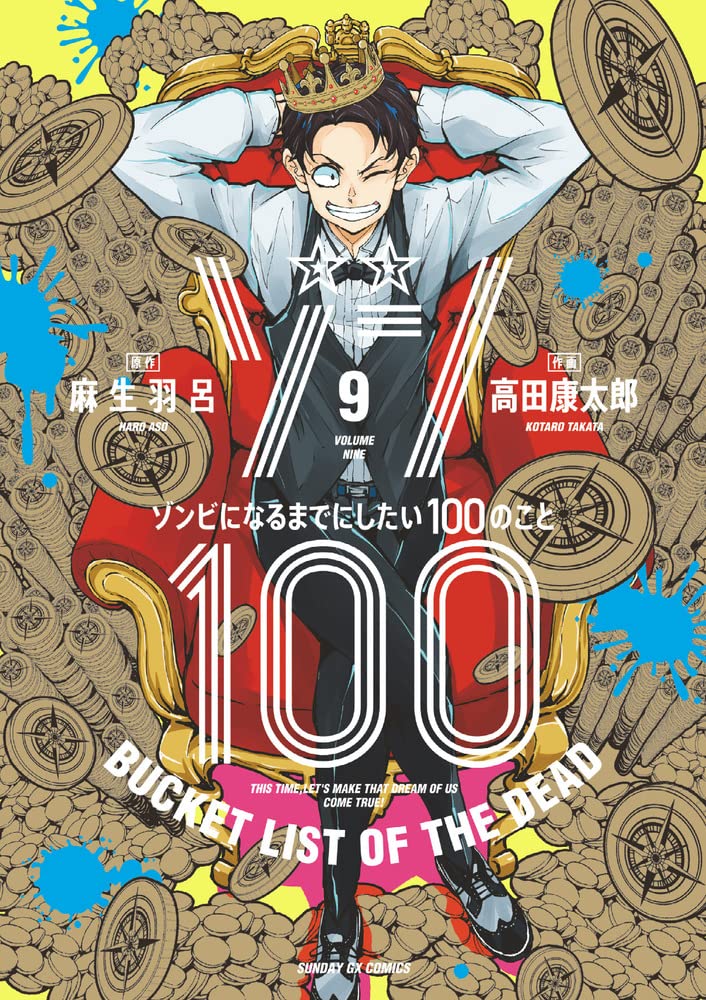 ゾン
原作
麻生羽呂
HARO ASO
9
VOLUME
NINE
作画
高田康太郎
KOTARO TAKATA
ゾンビになるまでにしたい100のこと
100
THIS TIME,LET'S MAKE THAT DREAM OF US
COME TRUE!
BUCKET LIST OF THE DEAD
SUNDAY GX COMICS